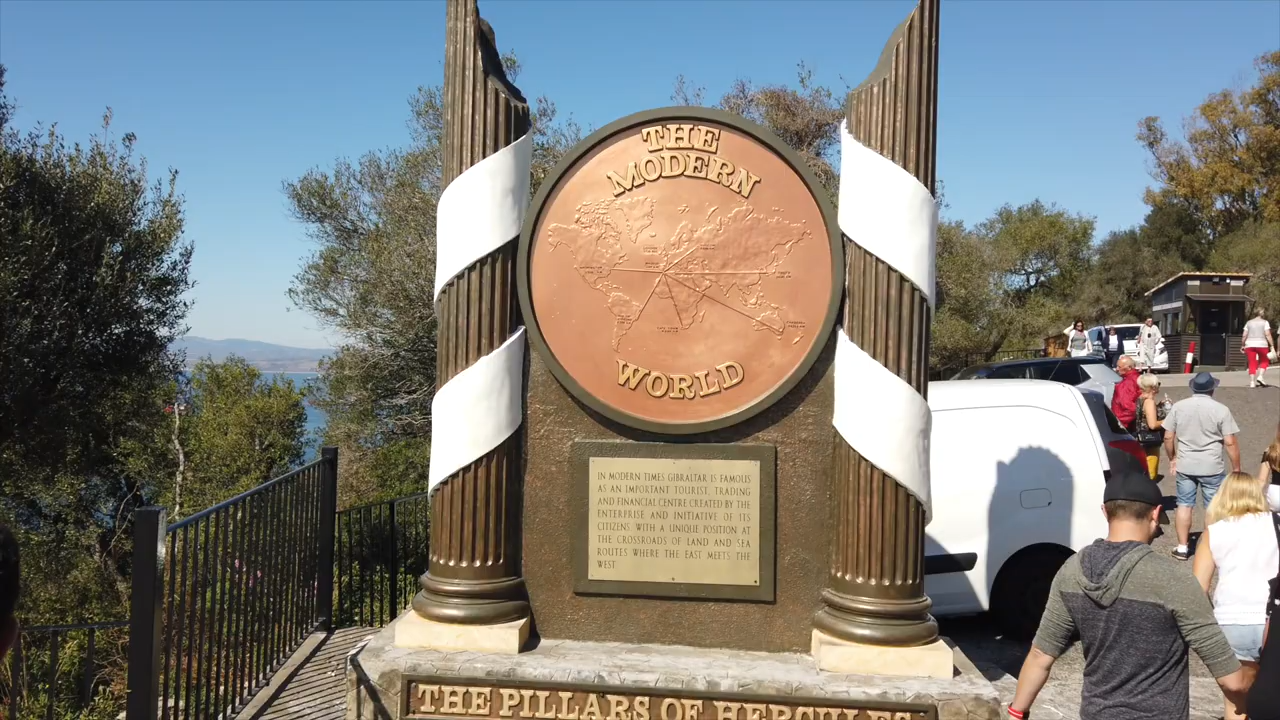 THE
MODERN
WORLD
IN MODERN TIMES GIBRALTAR IS FAMOUS
AS AN IMPORTANT TOURIST, TRADING
AND FINANCIAL CENTRE CREATED BY THE
ENTERPRISE AND INITIATIVE OF ITS
CITIZENS WITH A UNIQUE POSITION AT
THE CROSSROADS OF LAND AND SEA
ROUTES WHERE THE EAST MEETS THE
WEST
THE PILLARS OF HERCULES